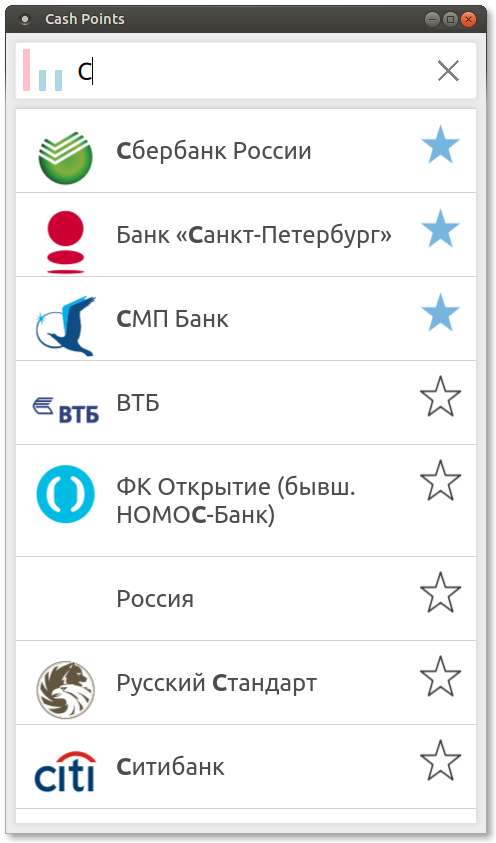 Cash Points
С
Сбербанк России
Банк «Санкт-Петербург»
СМП Банк
ВТБ
ВТБ
ФК Открытие (бывш.
НОМОС-Банк)
Россия
Русский Стандарт
citi
Ситибанк